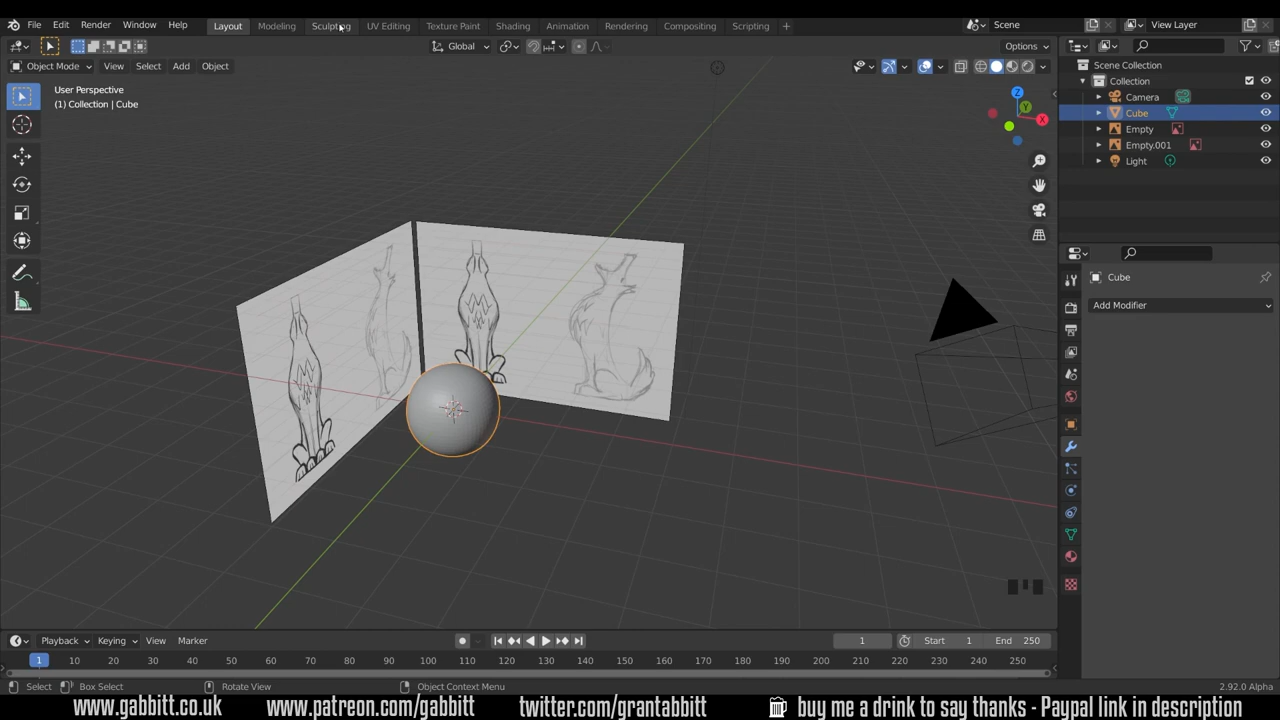 File Edit Render Window Help Layout Modeling Sculpting UV Editing Texture Paint Shading Animation Rendering Compositing Scripting + Scene View Layer
Global Options
Object Mode View Select Add Object
User Perspective
(1) Collection | Cube
Z
Y
X
Scene Collection
Collection
Camera
Cube
Empty
Empty.001
Light
Cube
Add Modifier
Playback Keying View Marker 1 Start 1 End 250
1 10 20 30 40 50 60 70 80 90 100 110 120 130 140 150 160 170 180 190 200 210 220 230 240 250
Select Box Select Rotate View Object Context Menu 2.92.0 Alpha
www.gabbitt.co.uk www.patreon.com/gabbitt twitter.com/grantabbitt buy me a drink to say thanks - Paypal link in description